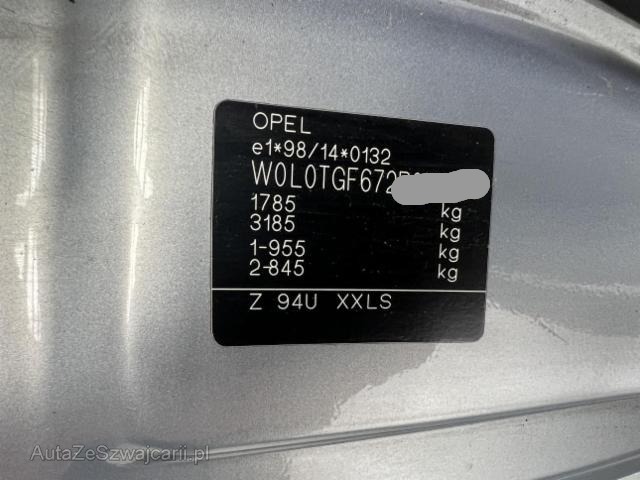 OPEL
e1*98/14*0132
W0L0TGF672
1785 kg
3185 kg
1-955 kg
2-845 kg
Z 94U XXLS
AutaZeSzwajcarii.pl